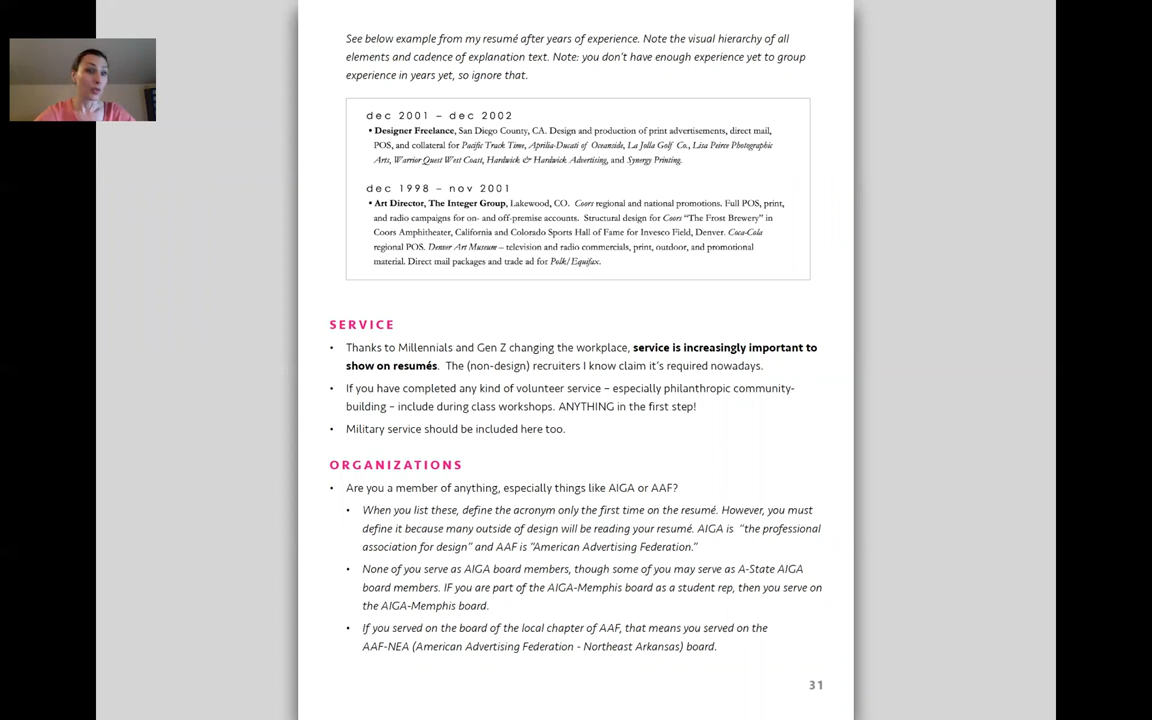 See below example from my resumé after years of experience. Note the visual hierarchy of all
elements and cadence of explanation text. Note: you don't have enough experience yet to group
experience in years yet, so ignore that.
dec 2001 – dec 2002
• Designer Freelance, San Diego County, CA. Design and production of print advertisements, direct mail,
POS, and collateral for Pacific Track Time, Aprilia-Ducati of Oceanside, La Jolla Golf Co., Lisa Peirce Photographic
Arts, Warrior Quest West Coast, Hardwick & Hardwick Advertising, and Synergy Printing.
dec 1998 – nov 2001
• Art Director, The Integer Group, Lakewood, CO. Coors regional and national promotions. Full POS, print,
and radio campaigns for on- and off-premise accounts. Structural design for Coors "The Frost Brewery" in
Coors Amphitheater, California and Colorado Sports Hall of Fame for Invesco Field, Denver. Coca-Cola
regional POS. Denver Art Museum – television and radio commercials, print, outdoor, and promotional
material. Direct mail packages and trade ad for Polk/Equifax.
SERVICE
• Thanks to Millennials and Gen Z changing the workplace, service is increasingly important to
show on resumés. The (non-design) recruiters I know claim it's required nowadays.
• If you have completed any kind of volunteer service – especially philanthropic community-
building – include during class workshops. ANYTHING in the first step!
• Military service should be included here too.
ORGANIZATIONS
• Are you a member of anything, especially things like AIGA or AAF?
• When you list these, define the acronym only the first time on the resumé. However, you must
define it because many outside of design will be reading your resumé. AIGA is "the professional
association for design" and AAF is "American Advertising Federation."
• None of you serve as AIGA board members, though some of you may serve as A-State AIGA
board members. IF you are part of the AIGA-Memphis board as a student rep, then you serve on
the AIGA-Memphis board.
• If you served on the board of the local chapter of AAF, that means you served on the
AAF-NEA (American Advertising Federation - Northeast Arkansas) board.
31